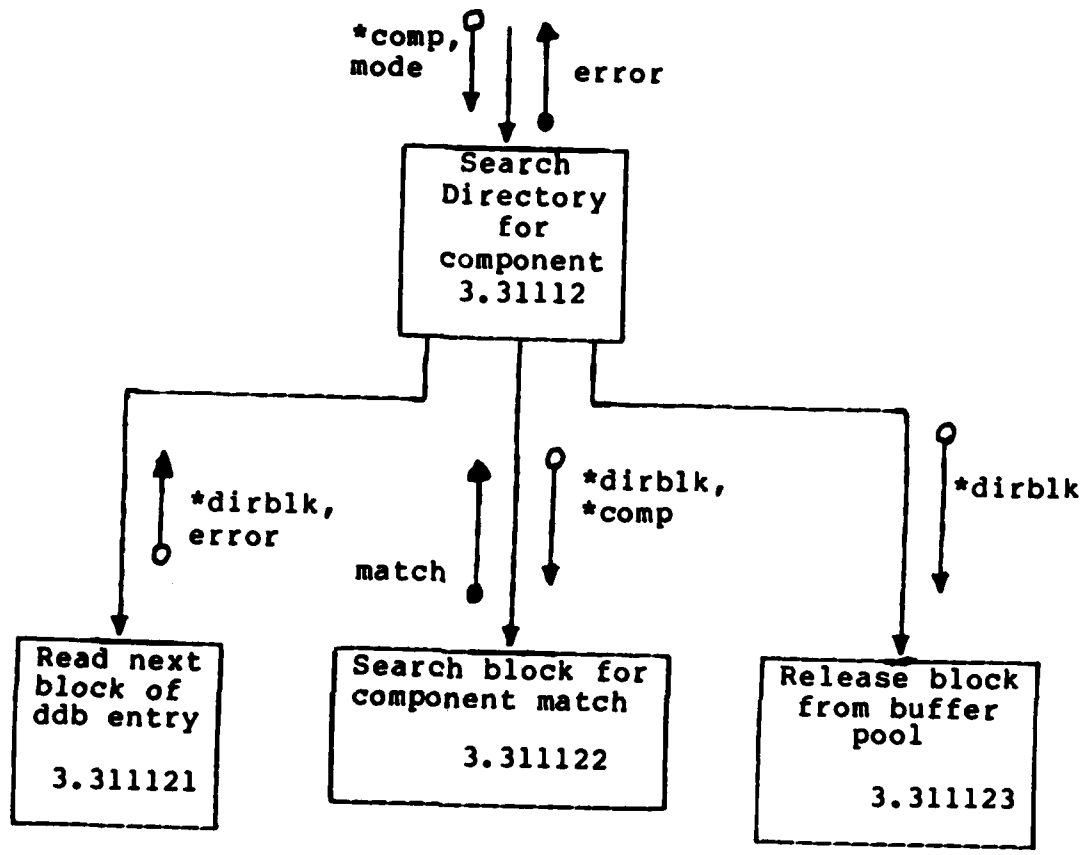 *comp,
mode
error
Search
Directory
for
component
3.31112
*dirblk,
error
match
*dirblk,
*comp
*dirblk
Read next
block of
ddb entry
3.311121
Search block for
component match
3.311122
Release block
from buffer
pool
3.311123